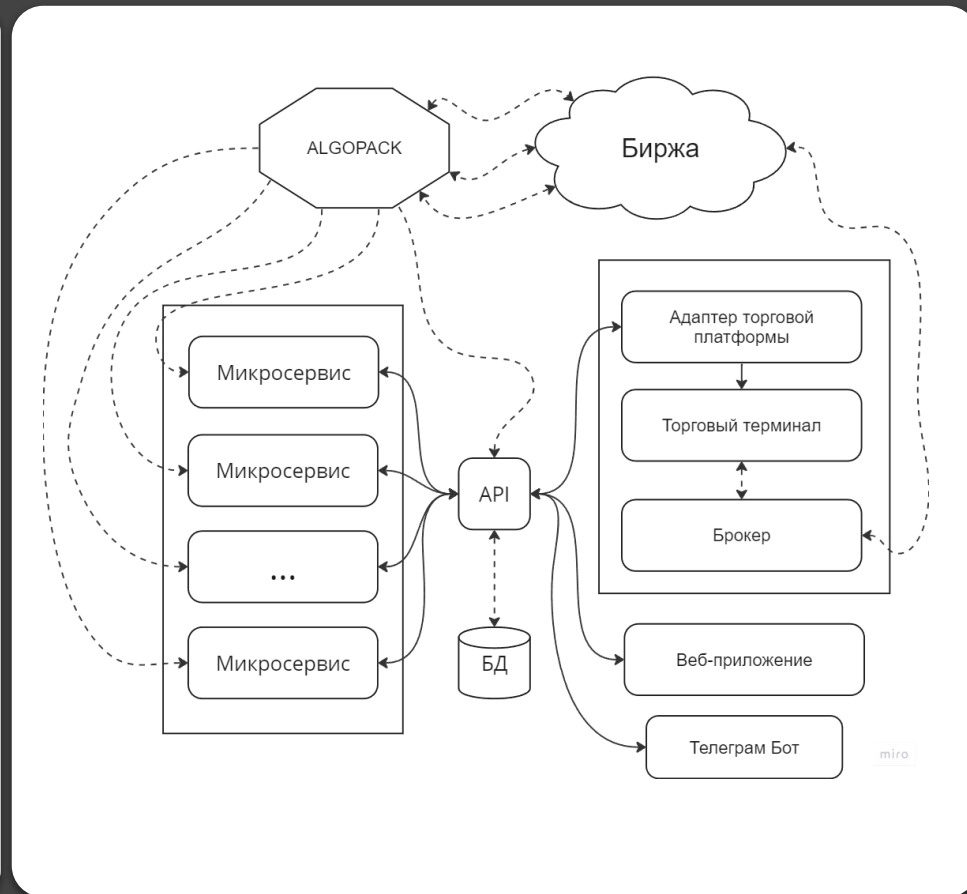 ALGOPACK
Биржа
Адаптер торговой
платформы
Микросервис
Торговый терминал
Микросервис
API
Брокер
...
Микросервис
БД
Веб-приложение
Телеграм Бот
miro